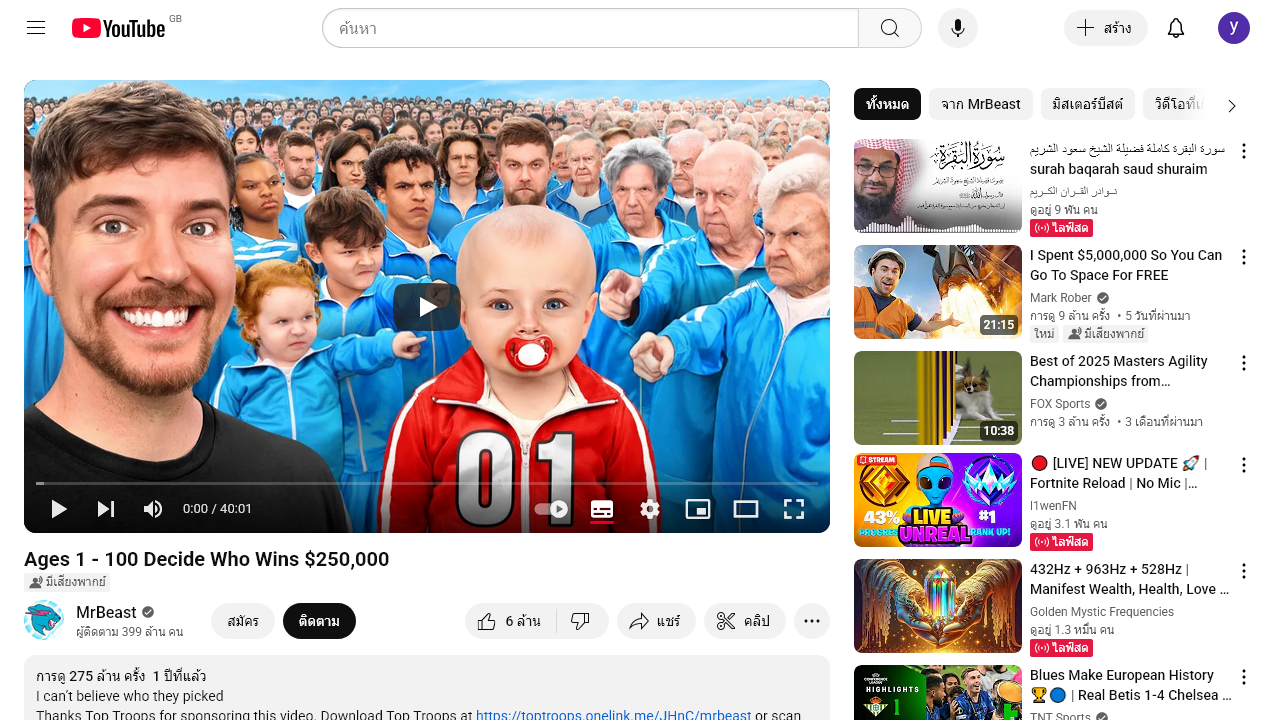 YouTube GB
ค้นหา
สร้าง
y
01
0:00 / 40:01
Ages 1 - 100 Decide Who Wins $250,000
มีเสียงพากย์
MrBeast
ผู้ติดตาม 399 ล้าน คน
สมัคร
ติดตาม
6 ล้าน
แชร์
คลิป
การดู 275 ล้าน ครั้ง 1 ปีที่แล้ว
I can’t believe who they picked
Thanks Top Troops for sponsoring this video. Download Top Troops at https://toptroops.onelink.me/JHnC/mrbeast or scan
ทั้งหมด
จาก MrBeast
มิสเตอร์บีสต์
سورة البقرة كاملة فضيلة الشيخ سعود الشريم
surah baqarah saud shuraim
نـوادر القـران الكـريم
ดูอยู่ 9 พัน คน
ไลฟ์สด
I Spent $5,000,000 So You Can
Go To Space For FREE
21:15
Mark Rober
การดู 9 ล้าน ครั้ง • 5 วันที่ผ่านมา
ใหม่
มีเสียงพากย์
Best of 2025 Masters Agility
Championships from…
10:38
FOX Sports
การดู 3 ล้าน ครั้ง • 3 เดือนที่ผ่านมา
STREAM
43%
PROGRESS
LIVE
UNREAL
#1
RANK UP!
🔴 [LIVE] NEW UPDATE 🚀 |
Fortnite Reload | No Mic |…
l1wenFN
ดูอยู่ 3.1 พัน คน
ไลฟ์สด
432Hz + 963Hz + 528Hz |
Manifest Wealth, Health, Love …
Golden Mystic Frequencies
ดูอยู่ 1.3 หมื่น คน
ไลฟ์สด
HIGHLIGHTS
1
Blues Make European History
🏆🔵 | Real Betis 1-4 Chelsea …
TNT Sports